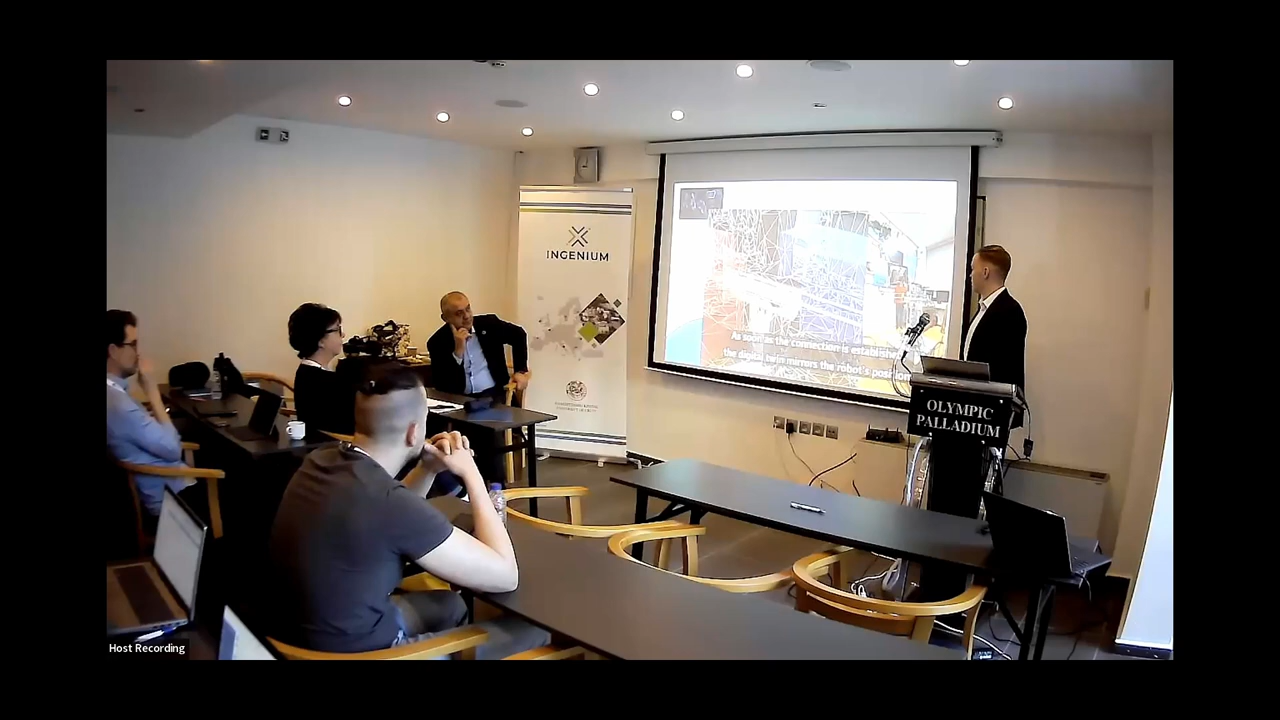 INGENIUM
As soon as the connection is established
the digital twin mirrors the robot's position
OLYMPIC
PALLADIUM
Host Recording